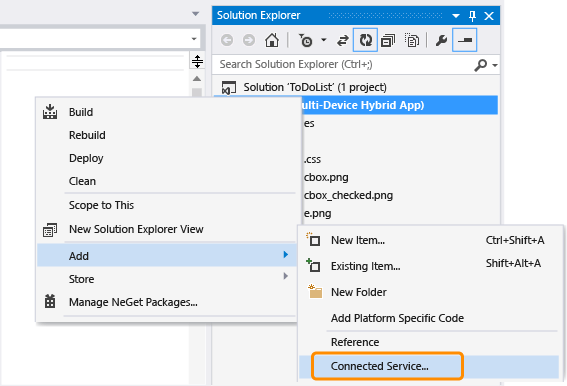 Solution Explorer
Search Solution Explorer (Ctrl+;)
Solution 'ToDoList' (1 project)
ulti-Device Hybrid App)
es
.css
cbox.png
cbox_checked.png
e.png
Build
Rebuild
Deploy
Clean
Scope to This
New Solution Explorer View
Add
Store
Manage NeGet Packages...
New Item... Ctrl+Shift+A
Existing Item... Shift+Alt+A
New Folder
Add Platform Specific Code
Reference
Connected Service...